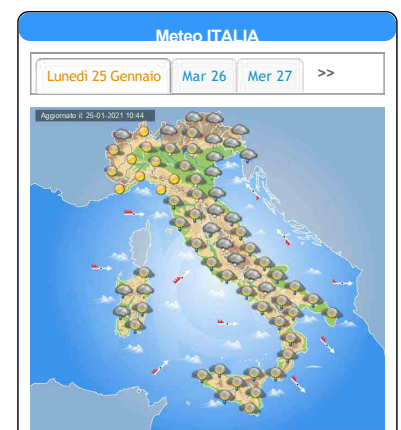 Meteo ITALIA
Lunedì 25 Gennaio Mar 26 Mer 27 >>
Aggiornato il: 25-01-2021 10:44